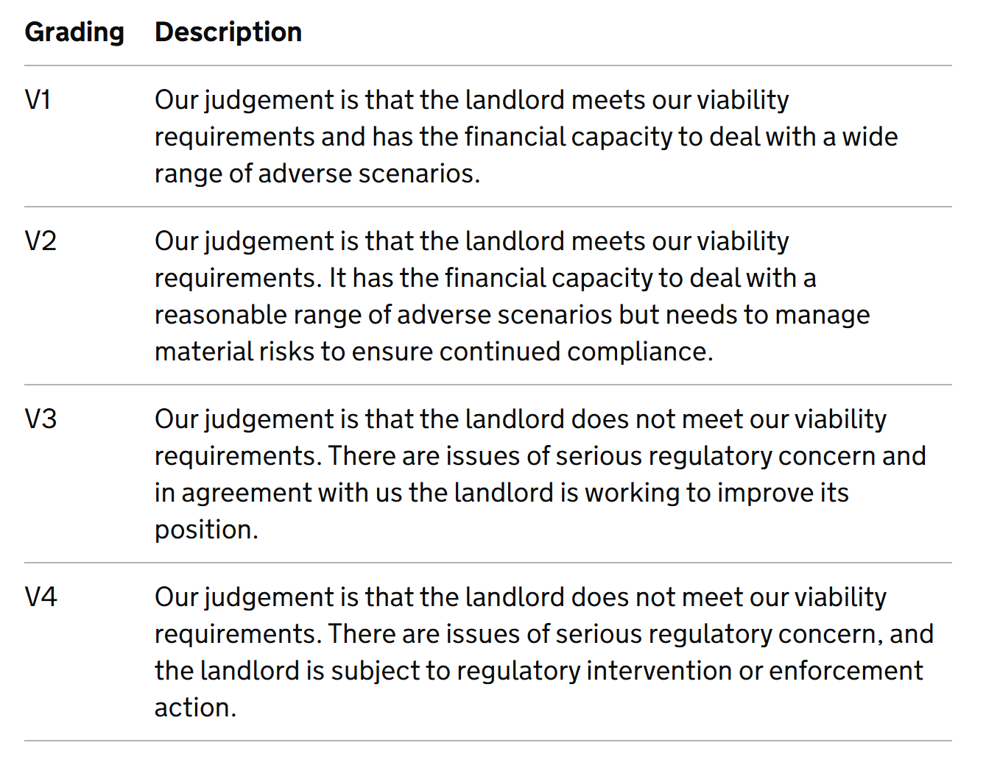 Grading Description
V1 Our judgement is that the landlord meets our viability
requirements and has the financial capacity to deal with a wide
range of adverse scenarios.
V2 Our judgement is that the landlord meets our viability
requirements. It has the financial capacity to deal with a
reasonable range of adverse scenarios but needs to manage
material risks to ensure continued compliance.
V3 Our judgement is that the landlord does not meet our viability
requirements. There are issues of serious regulatory concern and
in agreement with us the landlord is working to improve its
position.
V4 Our judgement is that the landlord does not meet our viability
requirements. There are issues of serious regulatory concern, and
the landlord is subject to regulatory intervention or enforcement
action.